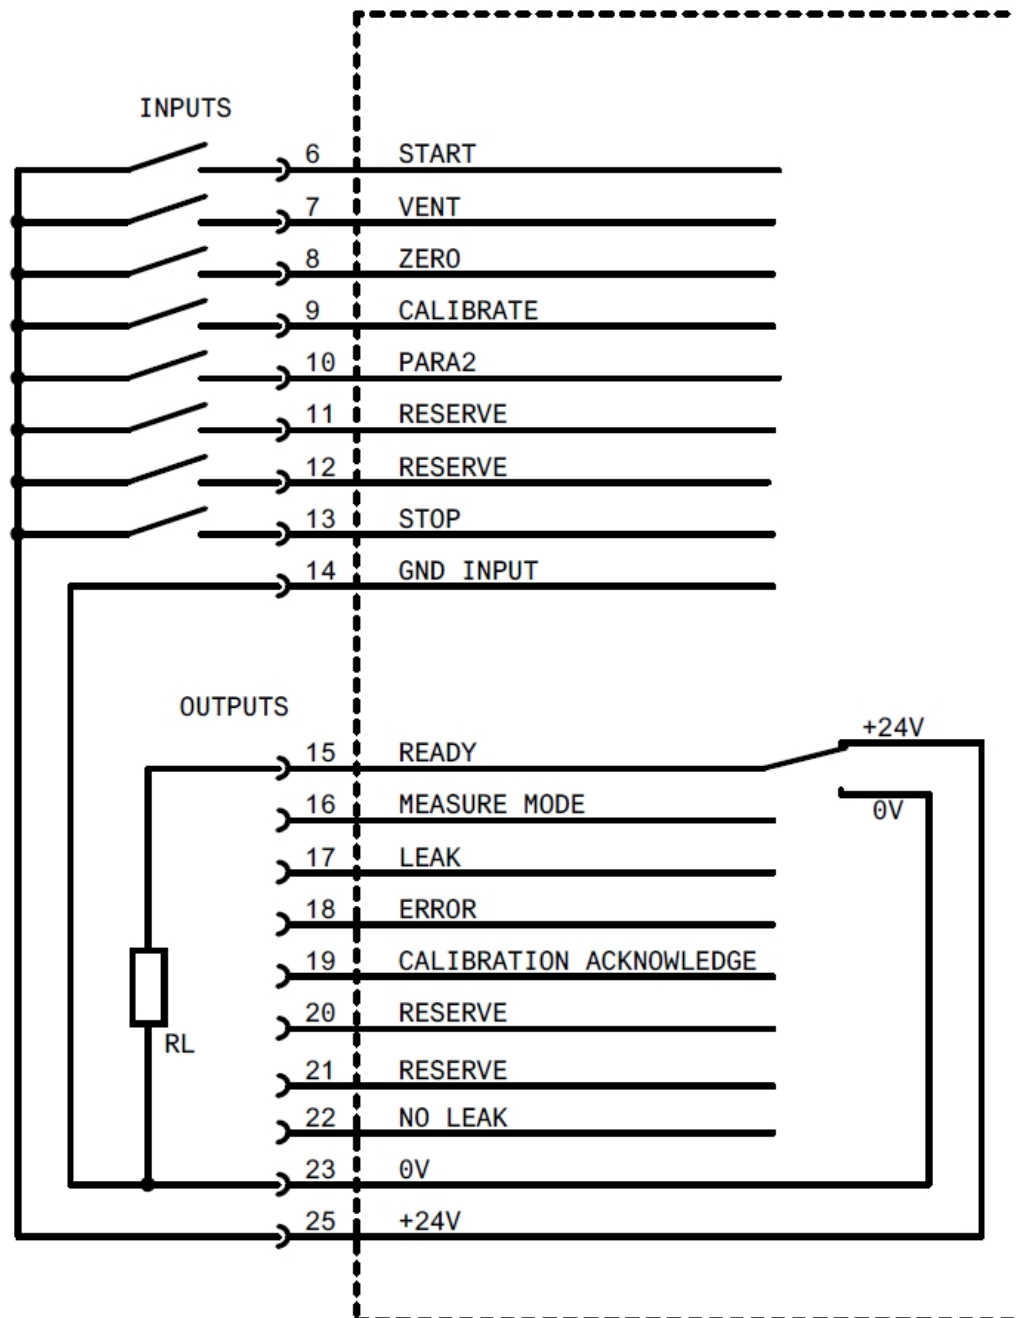 INPUTS
6 START
7 VENT
8 ZERO
9 CALIBRATE
10 PARA2
11 RESERVE
12 RESERVE
13 STOP
14 GND INPUT
OUTPUTS
+24V
15 READY
0V
16 MEASURE MODE
17 LEAK
18 ERROR
19 CALIBRATION ACKNOWLEDGE
20 RESERVE
RL
21 RESERVE
22 NO LEAK
23 0V
25 +24V